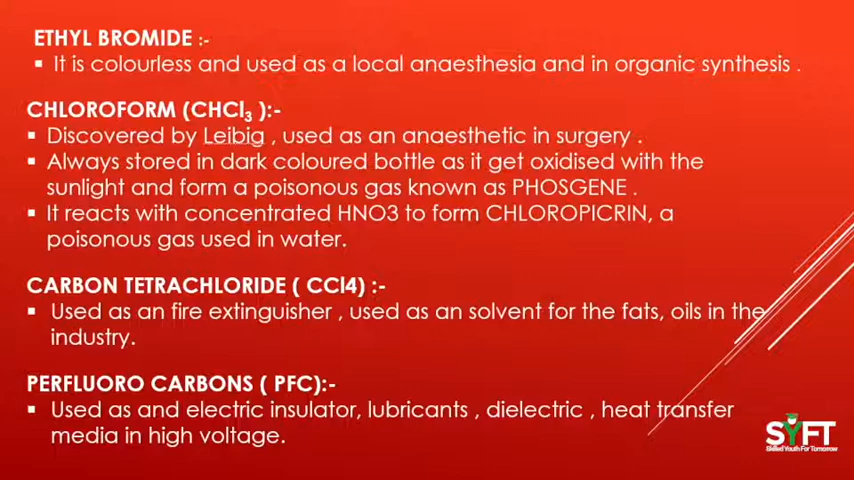 ETHYL BROMIDE :-
▪ It is colourless and used as a local anaesthesia and in organic synthesis .
CHLOROFORM (CHCl₃ ):-
▪ Discovered by Leibig , used as an anaesthetic in surgery .
▪ Always stored in dark coloured bottle as it get oxidised with the
sunlight and form a poisonous gas known as PHOSGENE .
▪ It reacts with concentrated HNO3 to form CHLOROPICRIN, a
poisonous gas used in water.
CARBON TETRACHLORIDE ( CCl4) :-
▪ Used as an fire extinguisher , used as an solvent for the fats, oils in the
industry.
PERFLUORO CARBONS ( PFC):-
▪ Used as and electric insulator, lubricants , dielectric , heat transfer
media in high voltage.
SYFT
Skilled Youth For Tomorrow